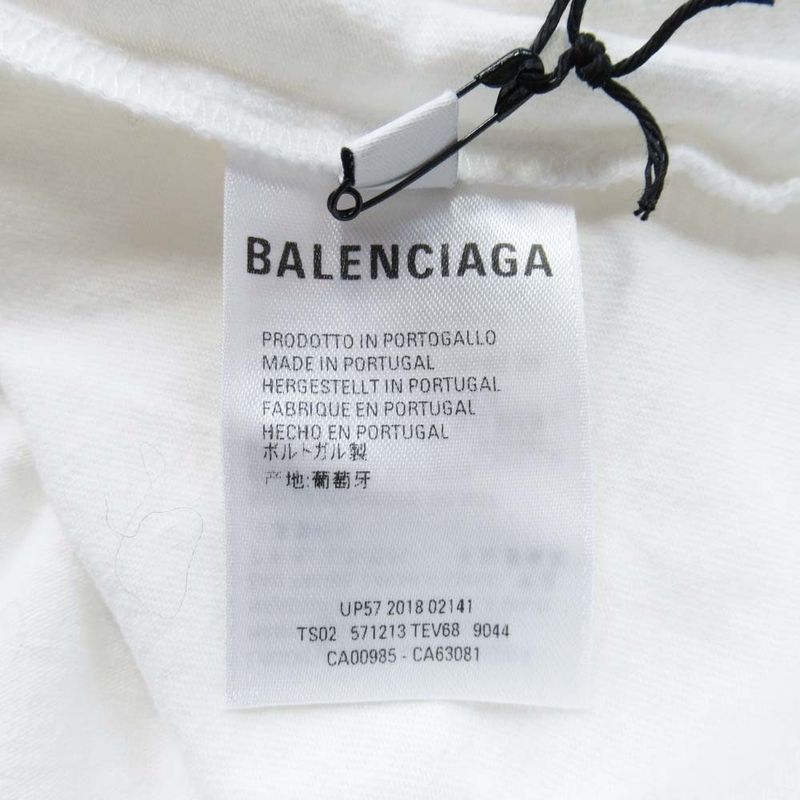 BALENCIAGA
PRODOTTO IN PORTOGALLO
MADE IN PORTUGAL
HERGESTELLT IN PORTUGAL
FABRIQUE EN PORTUGAL
HECHO EN PORTUGAL
ポルトガル製
产地:葡萄牙
UP57 2018 02141
TS02 571213 TEV68 9044
CA00985 - CA63081